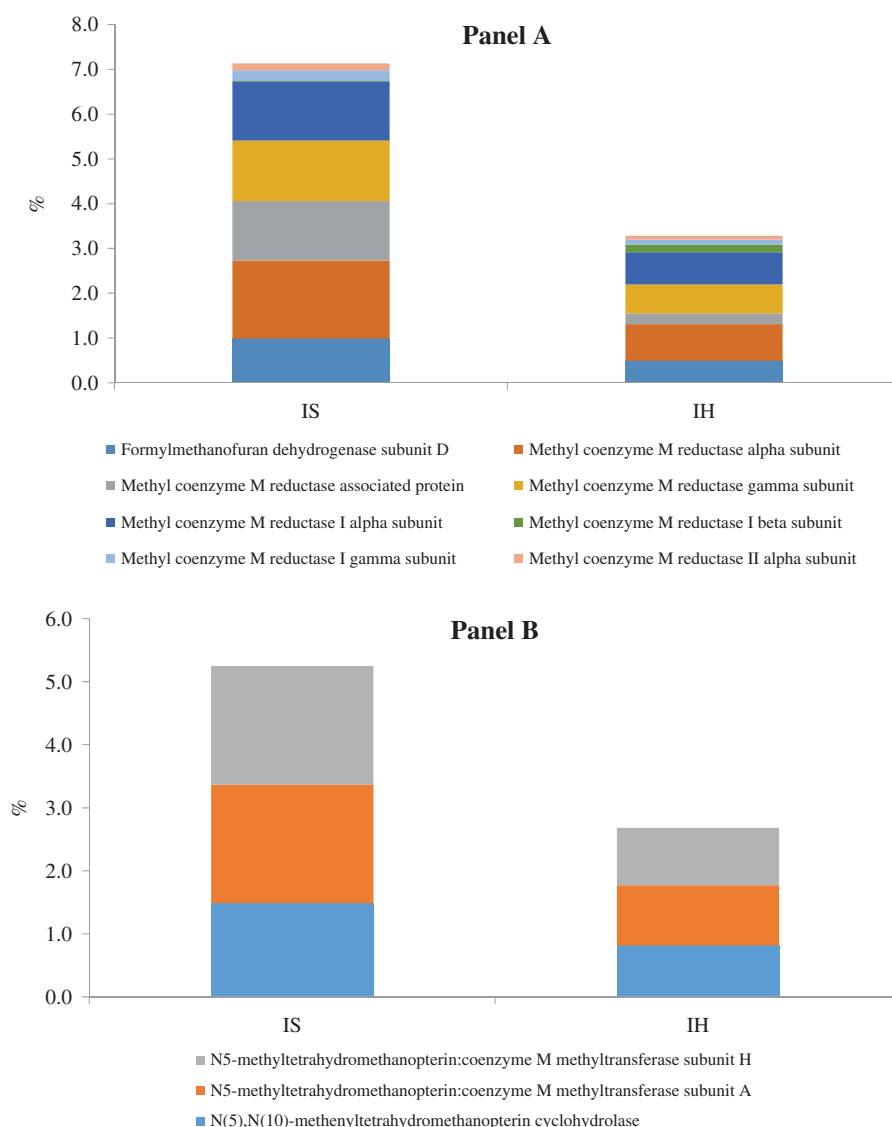 Panel A
8.0
7.0
6.0
5.0
4.0
3.0
2.0
1.0
0.0
%
IS IH
Formylmethanofuran dehydrogenase subunit D Methyl coenzyme M reductase alpha subunit
Methyl coenzyme M reductase associated protein Methyl coenzyme M reductase gamma subunit
Methyl coenzyme M reductase I alpha subunit Methyl coenzyme M reductase I beta subunit
Methyl coenzyme M reductase I gamma subunit Methyl coenzyme M reductase II alpha subunit
Panel B
6.0
5.0
4.0
3.0
2.0
1.0
0.0
%
IS IH
N5-methyltetrahydromethanopterin:coenzyme M methyltransferase subunit H
N5-methyltetrahydromethanopterin:coenzyme M methyltransferase subunit A
N(5),N(10)-methenyltetrahydromethanopterin cyclohydrolase